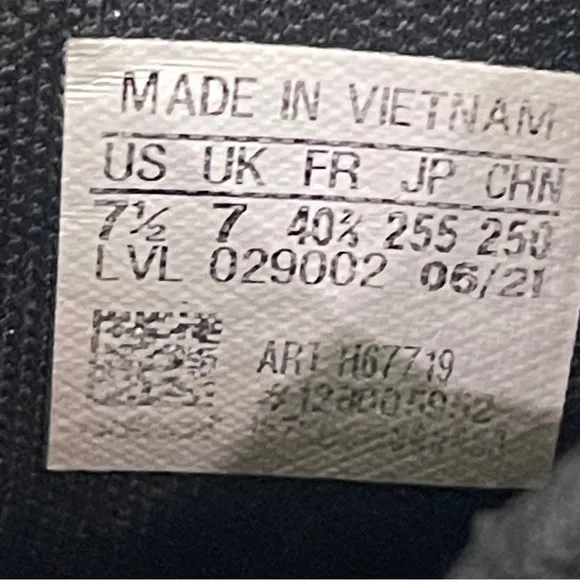 MADE IN VIETNAM
US UK FR JP CHN
7½ 7 40⅔ 255 250
LVL 029002 06/21
ART H67719